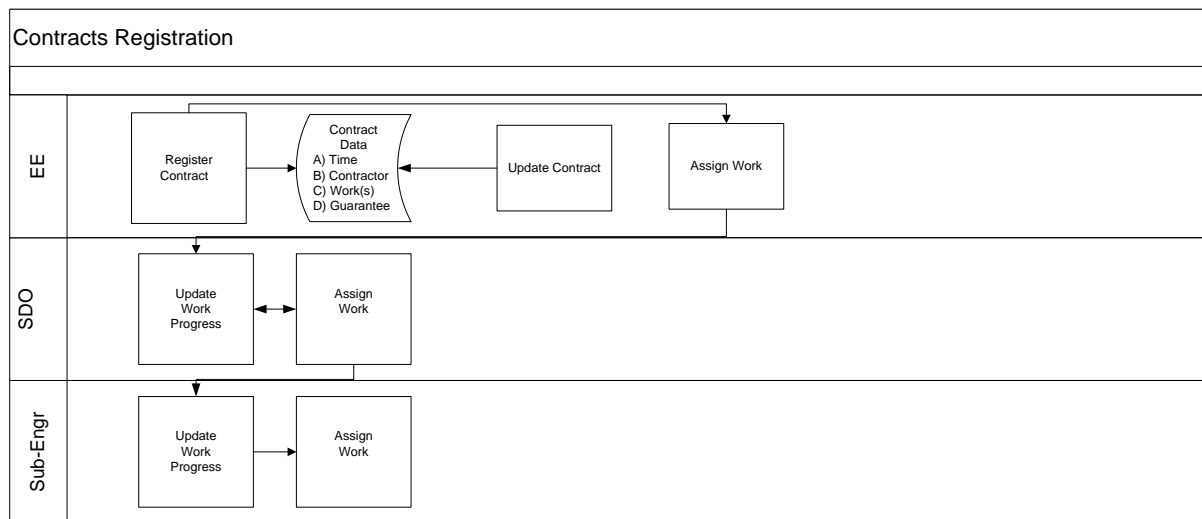 Contracts Registration
EE
Register
Contract
Contract
Data
A) Time
B) Contractor
C) Work(s)
D) Guarantee
Update Contract
Assign Work
SDO
Update
Work
Progress
Assign
Work
Sub-Engr
Update
Work
Progress
Assign
Work